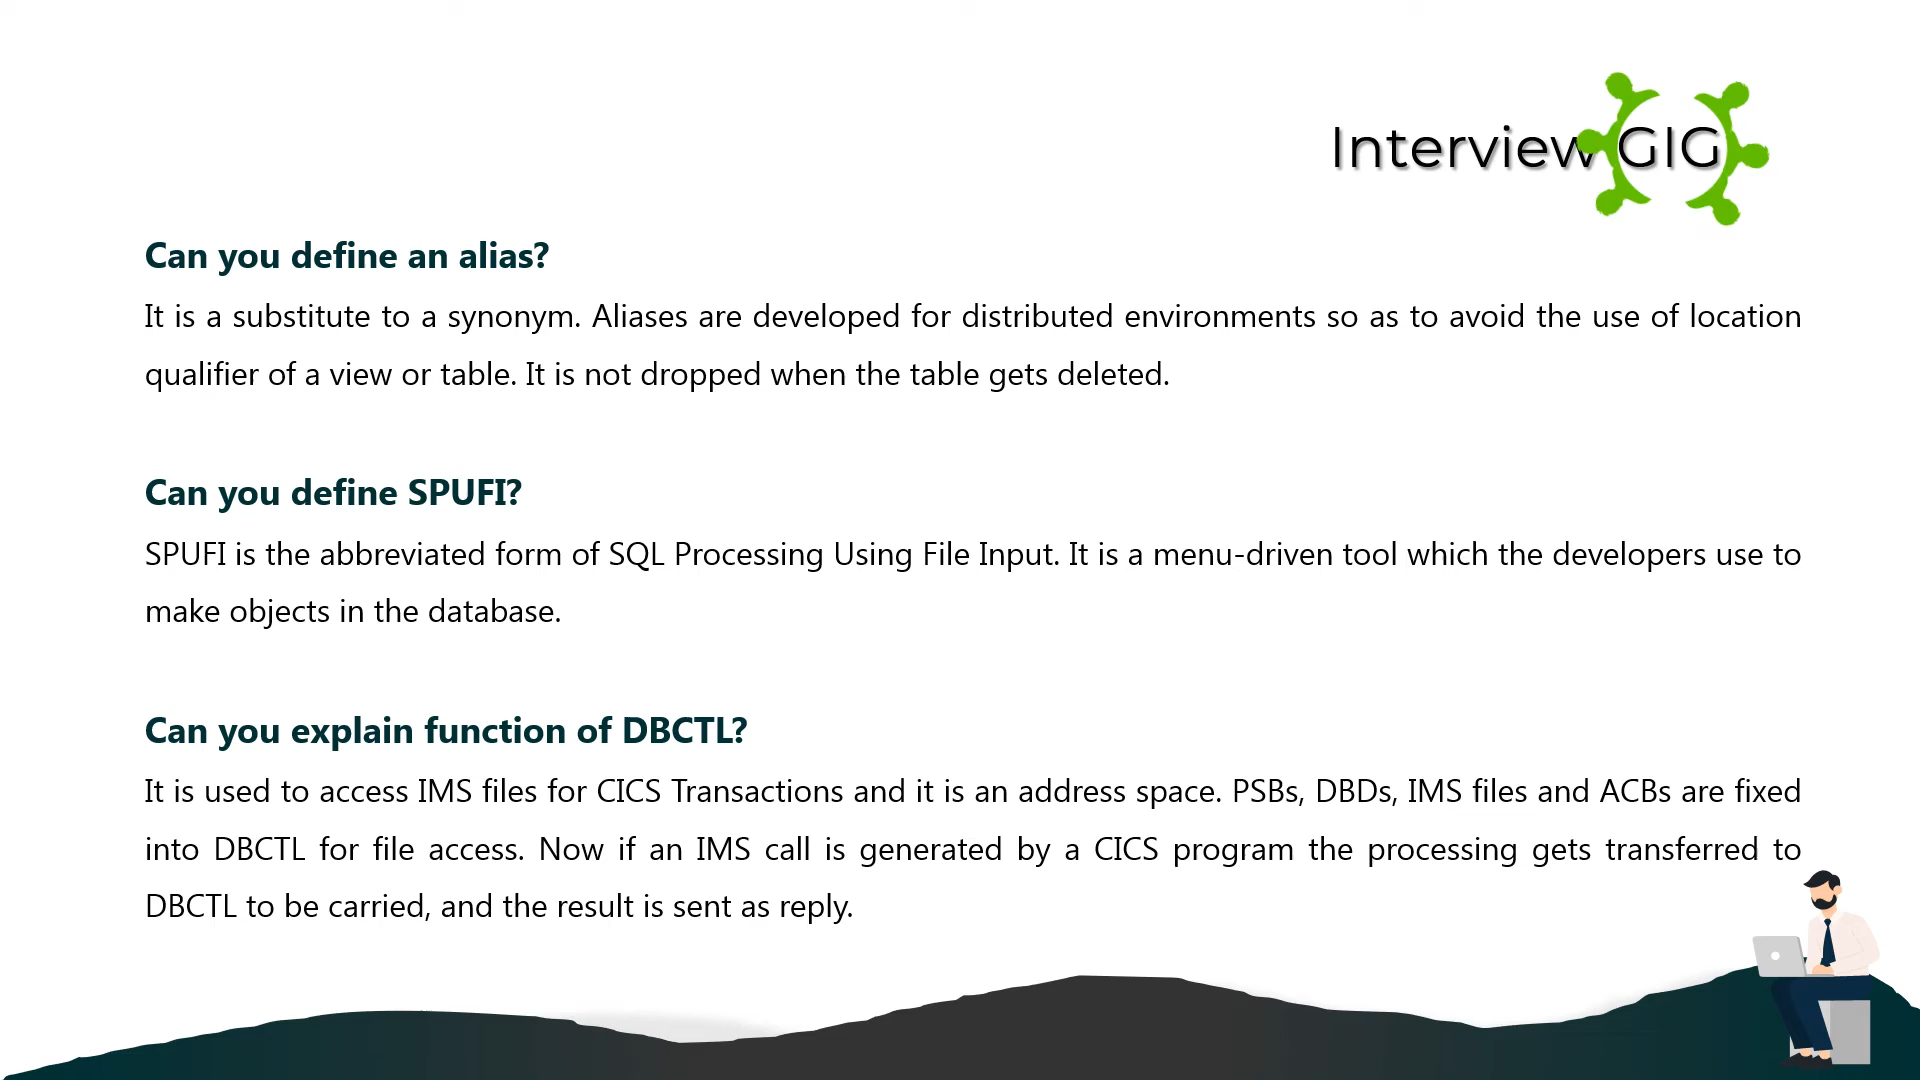 Interview GIG
Can you define an alias?
It is a substitute to a synonym. Aliases are developed for distributed environments so as to avoid the use of location
qualifier of a view or table. It is not dropped when the table gets deleted.
Can you define SPUFI?
SPUFI is the abbreviated form of SQL Processing Using File Input. It is a menu-driven tool which the developers use to
make objects in the database.
Can you explain function of DBCTL?
It is used to access IMS files for CICS Transactions and it is an address space. PSBs, DBDs, IMS files and ACBs are fixed
into DBCTL for file access. Now if an IMS call is generated by a CICS program the processing gets transferred to
DBCTL to be carried, and the result is sent as reply.